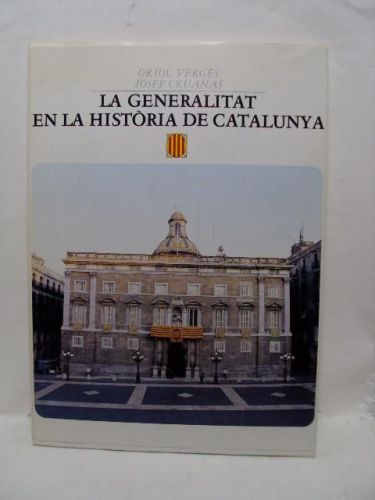 ORIOL VERGÉS
JOSEP CRUAÑAS
LA GENERALITAT
EN LA HISTÒRIA DE CATALUNYA